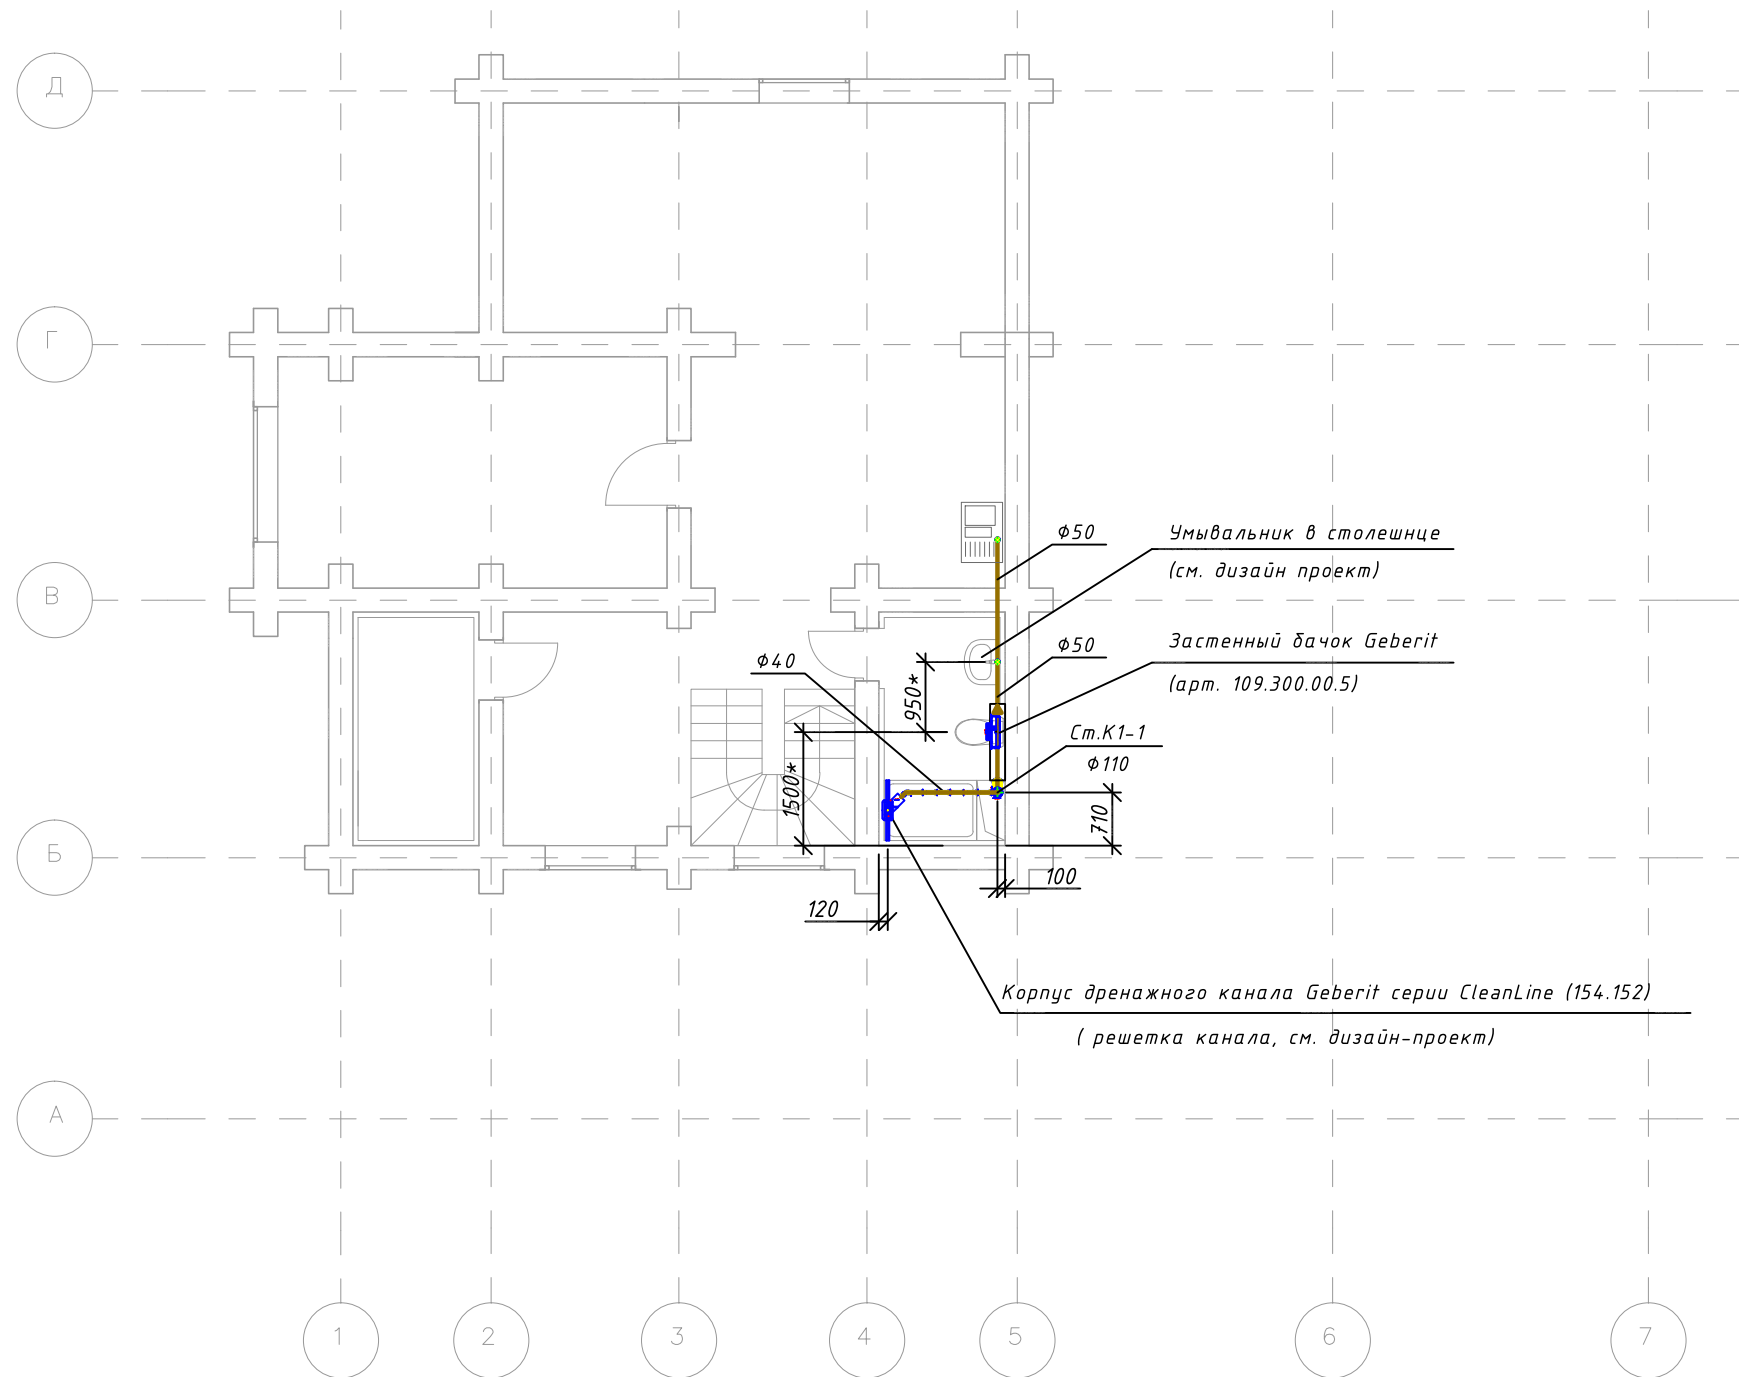 Д
Г
Ф50
Умывальник в столешнце
(см. дизайн проект)
В
Ф50
Застенный бачок Geberit
(арт. 109.300.00.5)
Ф40
950*
Ст.К1-1
Ф110
1500*
710
Б
100
120
Корпус дренажного канала Geberit серии CleanLine (154.152)
( решетка канала, см. дизайн-проект)
А
1
2
3
4
5
6
7